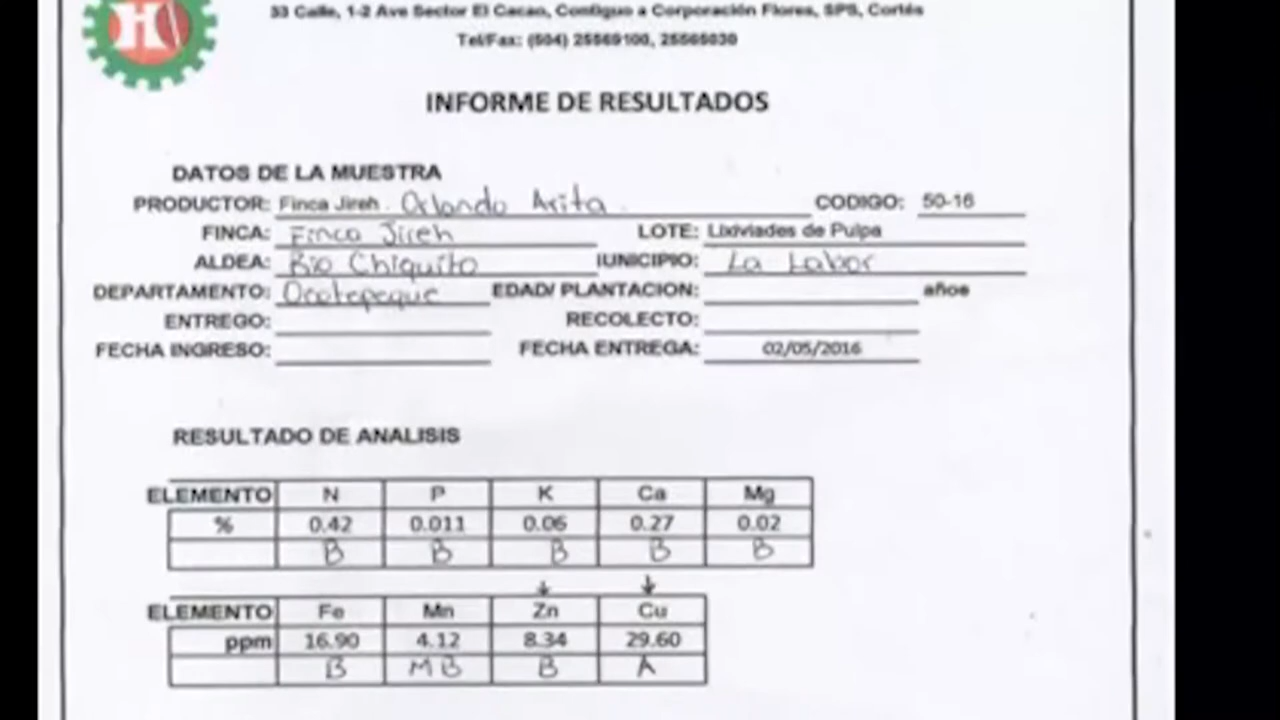 33 Calle, 1-2 Ave Sector El Cacao, Contiguo a Corporación Flores, SPS, Cortés
Tel/Fax: (504) 25569100, 25565030
INFORME DE RESULTADOS
DATOS DE LA MUESTRA
PRODUCTOR: Finca Jireh. Orlando Arita. CODIGO: 50-16
FINCA: Finca Jireh LOTE: Lixiviades de Pulpa
ALDEA: Rio Chiquito IUNICIPIO: La Labor
DEPARTAMENTO: Ocotepeque EDAD/ PLANTACION: años
ENTREGO: RECOLECTO:
FECHA INGRESO: FECHA ENTREGA: 02/05/2016
RESULTADO DE ANALISIS
ELEMENTO N P K Ca Mg
% 0.42 0.011 0.06 0.27 0.02
B B B B B
ELEMENTO Fe Mn Zn Cu
ppm 16.90 4.12 8.34 29.60
B MB B A